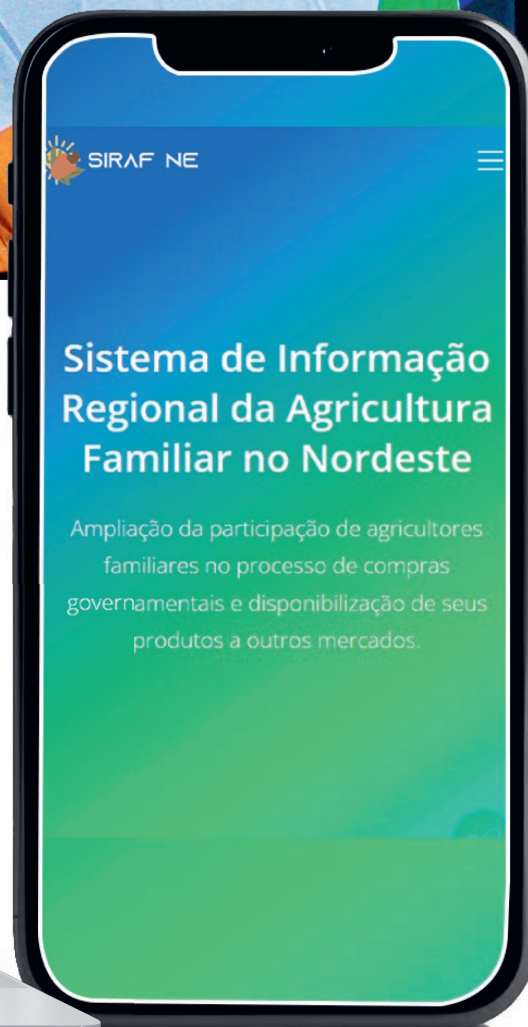 SIRAF NE
Sistema de Informação
Regional da Agricultura
Familiar no Nordeste
Ampliação da participação de agricultores
familiares no processo de compras
governamentais e disponibilização de seus
produtos a outros mercados.